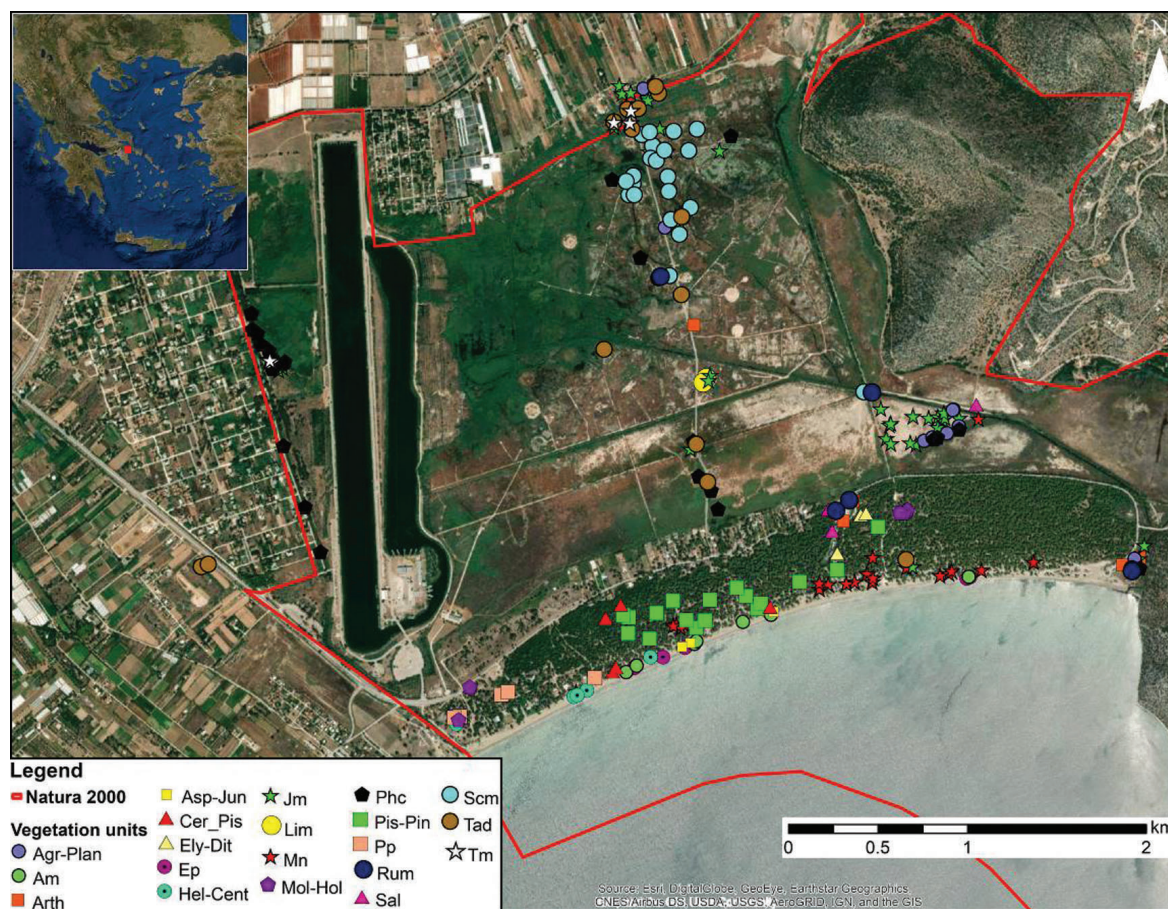 N
Legend
Natura 2000
Vegetation units
Agr-Plan
Am
Arth
Asp-Jun
Cer_Pis
Ely-Dit
Ep
Hel-Cent
Jm
Lim
Mn
Mol-Hol
Phc
Pis-Pin
Pp
Rum
Sal
Scm
Tad
Tm
km
0 0.5 1 2
Source: Esri, DigitalGlobe, GeoEye, Earthstar Geographics,
CNES/Airbus DS, USDA, USGS, AeroGRID, IGN, and the GIS